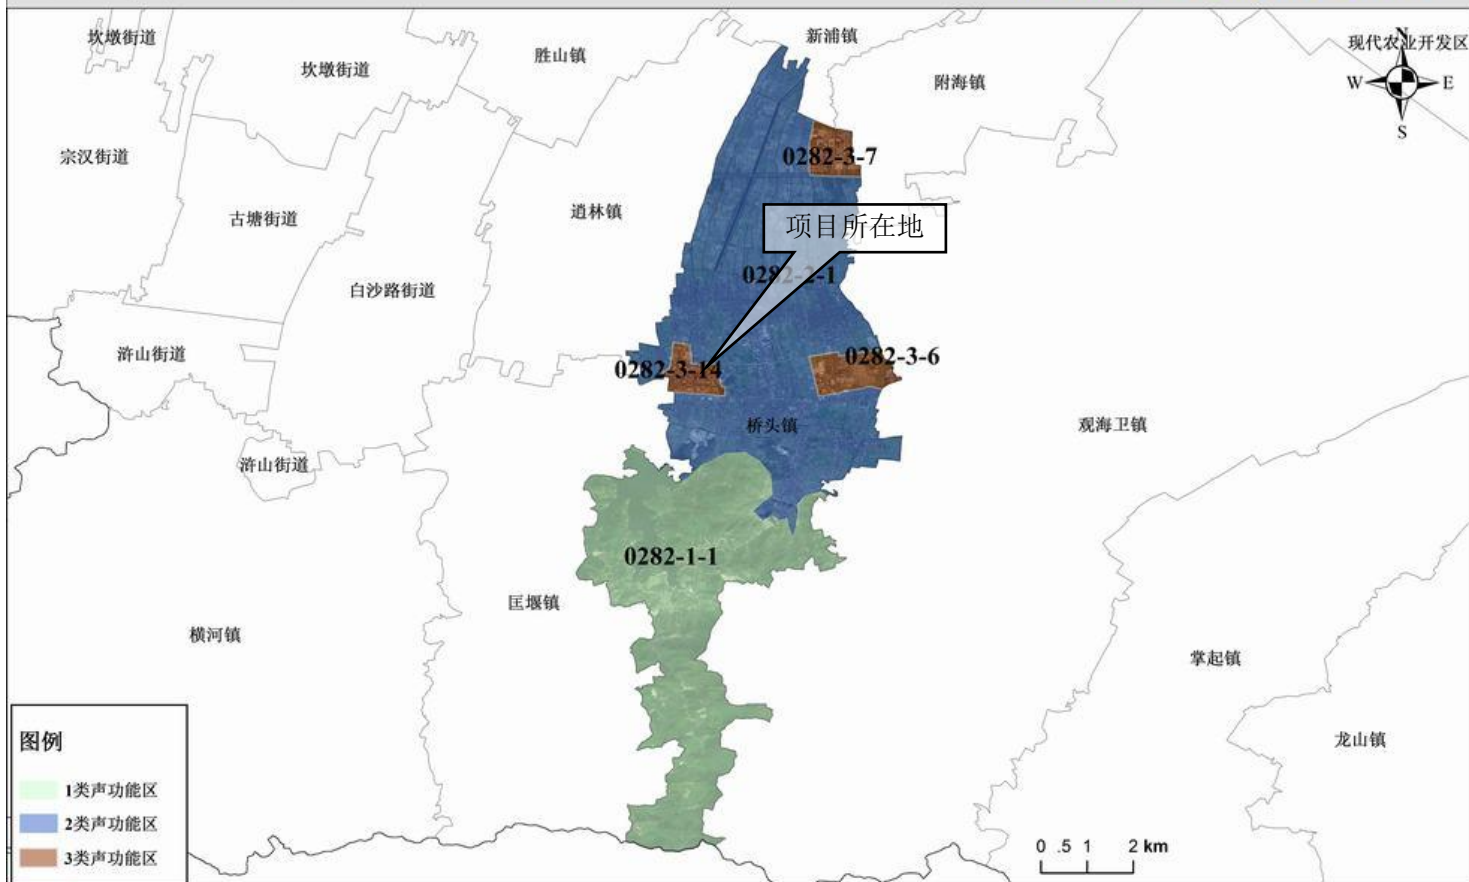 坎墩街道
坎墩街道
胜山镇
新浦镇
附海镇
现代农业开发区
N
W
E
S
宗汉街道
古塘街道
逍林镇
0282-3-7
项目所在地
0282-2-1
白沙路街道
浒山街道
0282-3-14
0282-3-6
桥头镇
观海卫镇
浒山街道
0282-1-1
匡堰镇
横河镇
掌起镇
龙山镇
图例
1类声功能区
2类声功能区
3类声功能区
0 .5 1 2 km